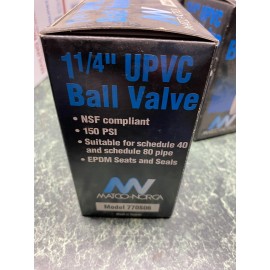 1 1/4" UPVC
Ball Valve
• NSF compliant
• 150 PSI
• Suitable for schedule 40
and schedule 80 pipe
• EPDM Seats and Seals
MATCO-NORCA
Model 770606